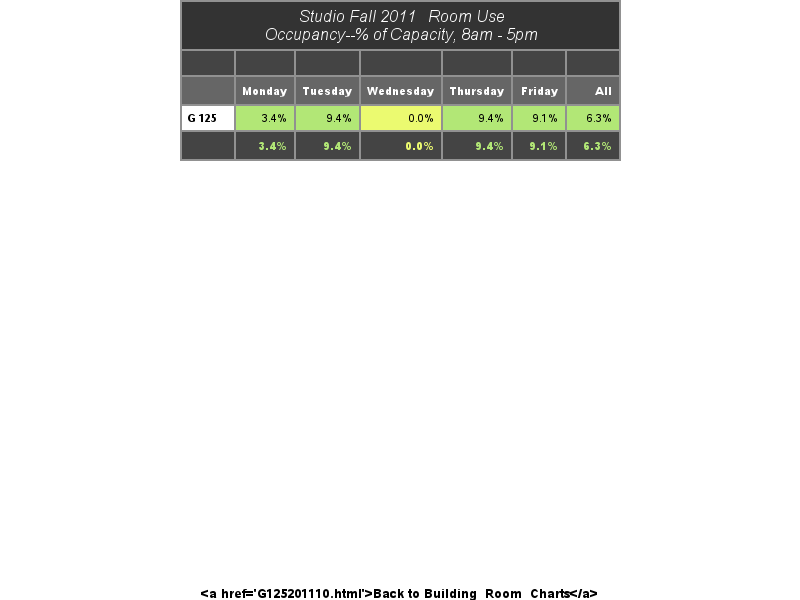 Studio Fall 2011 Room Use
Occupancy--% of Capacity, 8am - 5pm
Monday Tuesday Wednesday Thursday Friday All
G 125 3.4% 9.4% 0.0% 9.4% 9.1% 6.3%
3.4% 9.4% 0.0% 9.4% 9.1% 6.3%
<a href='G125201110.html'>Back to Building Room Charts</a>